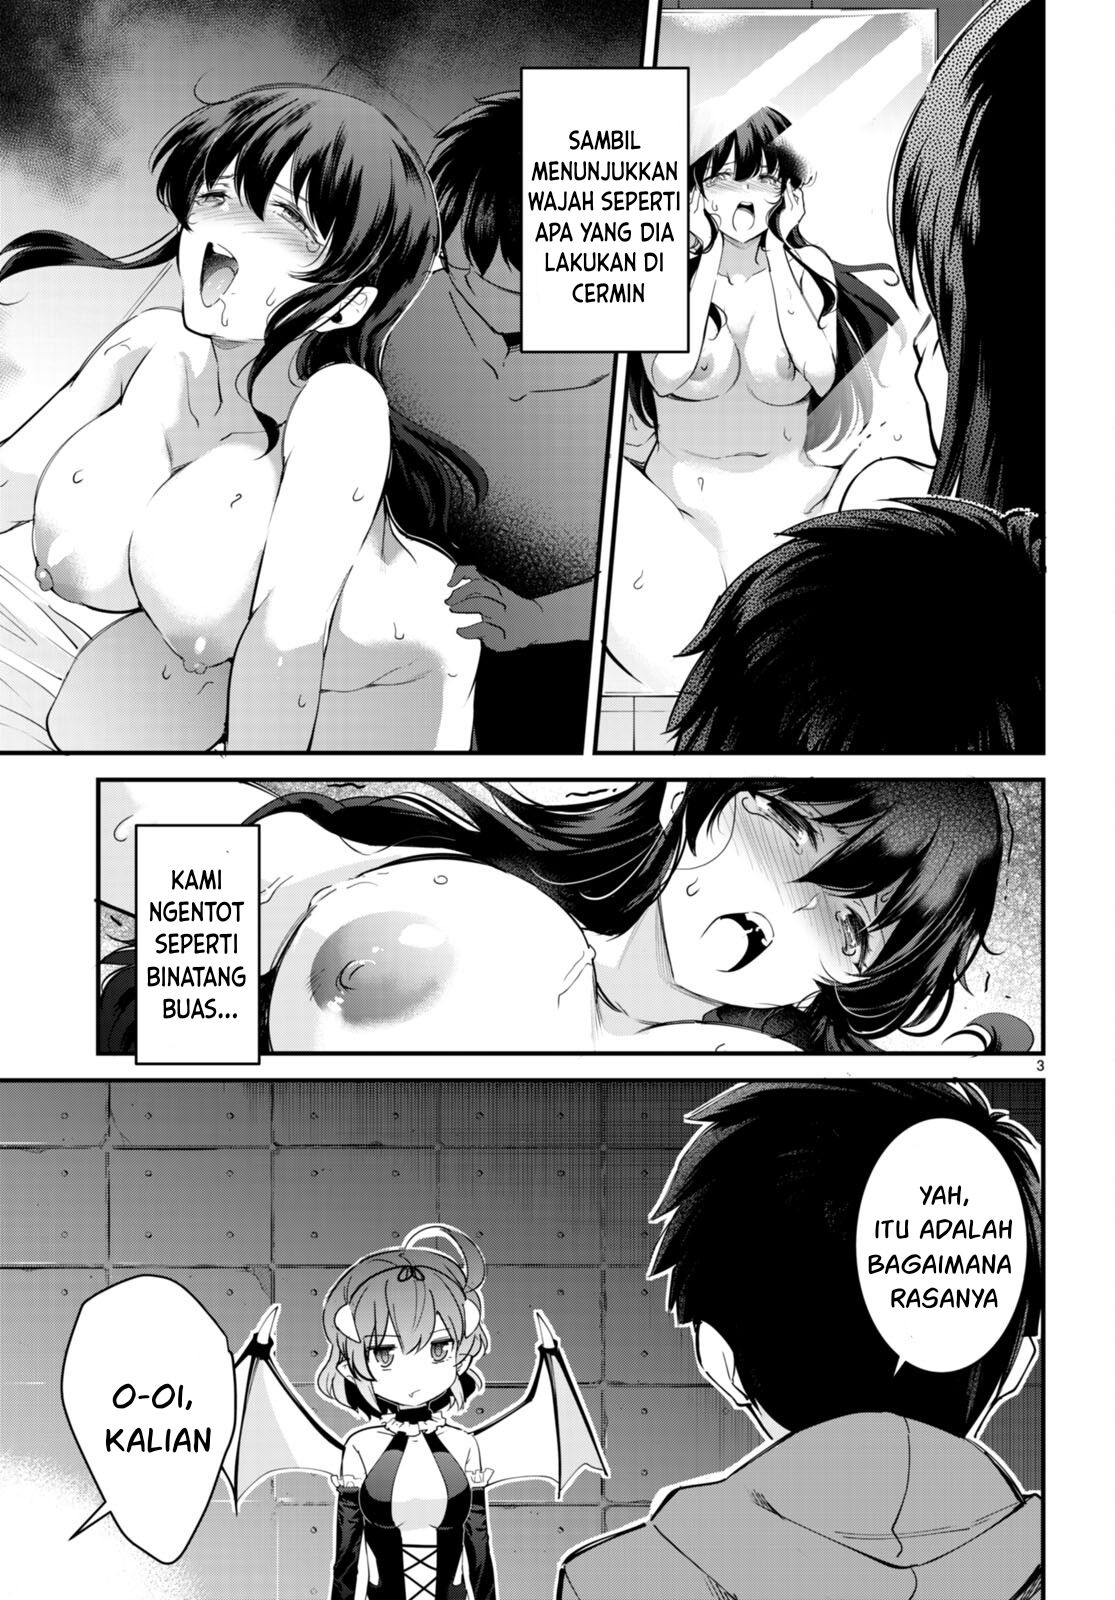 SAMBIL
MENUNJUKKAN
WAJAH SEPERTI
APA YANG DIA
LAKUKAN DI
CERMIN
KAMI
NGENTOT
SEPERTI
BINATANG
BUAS...
3
YAH,
ITU ADALAH
BAGAIMANA
RASANYA
O-OI,
KALIAN